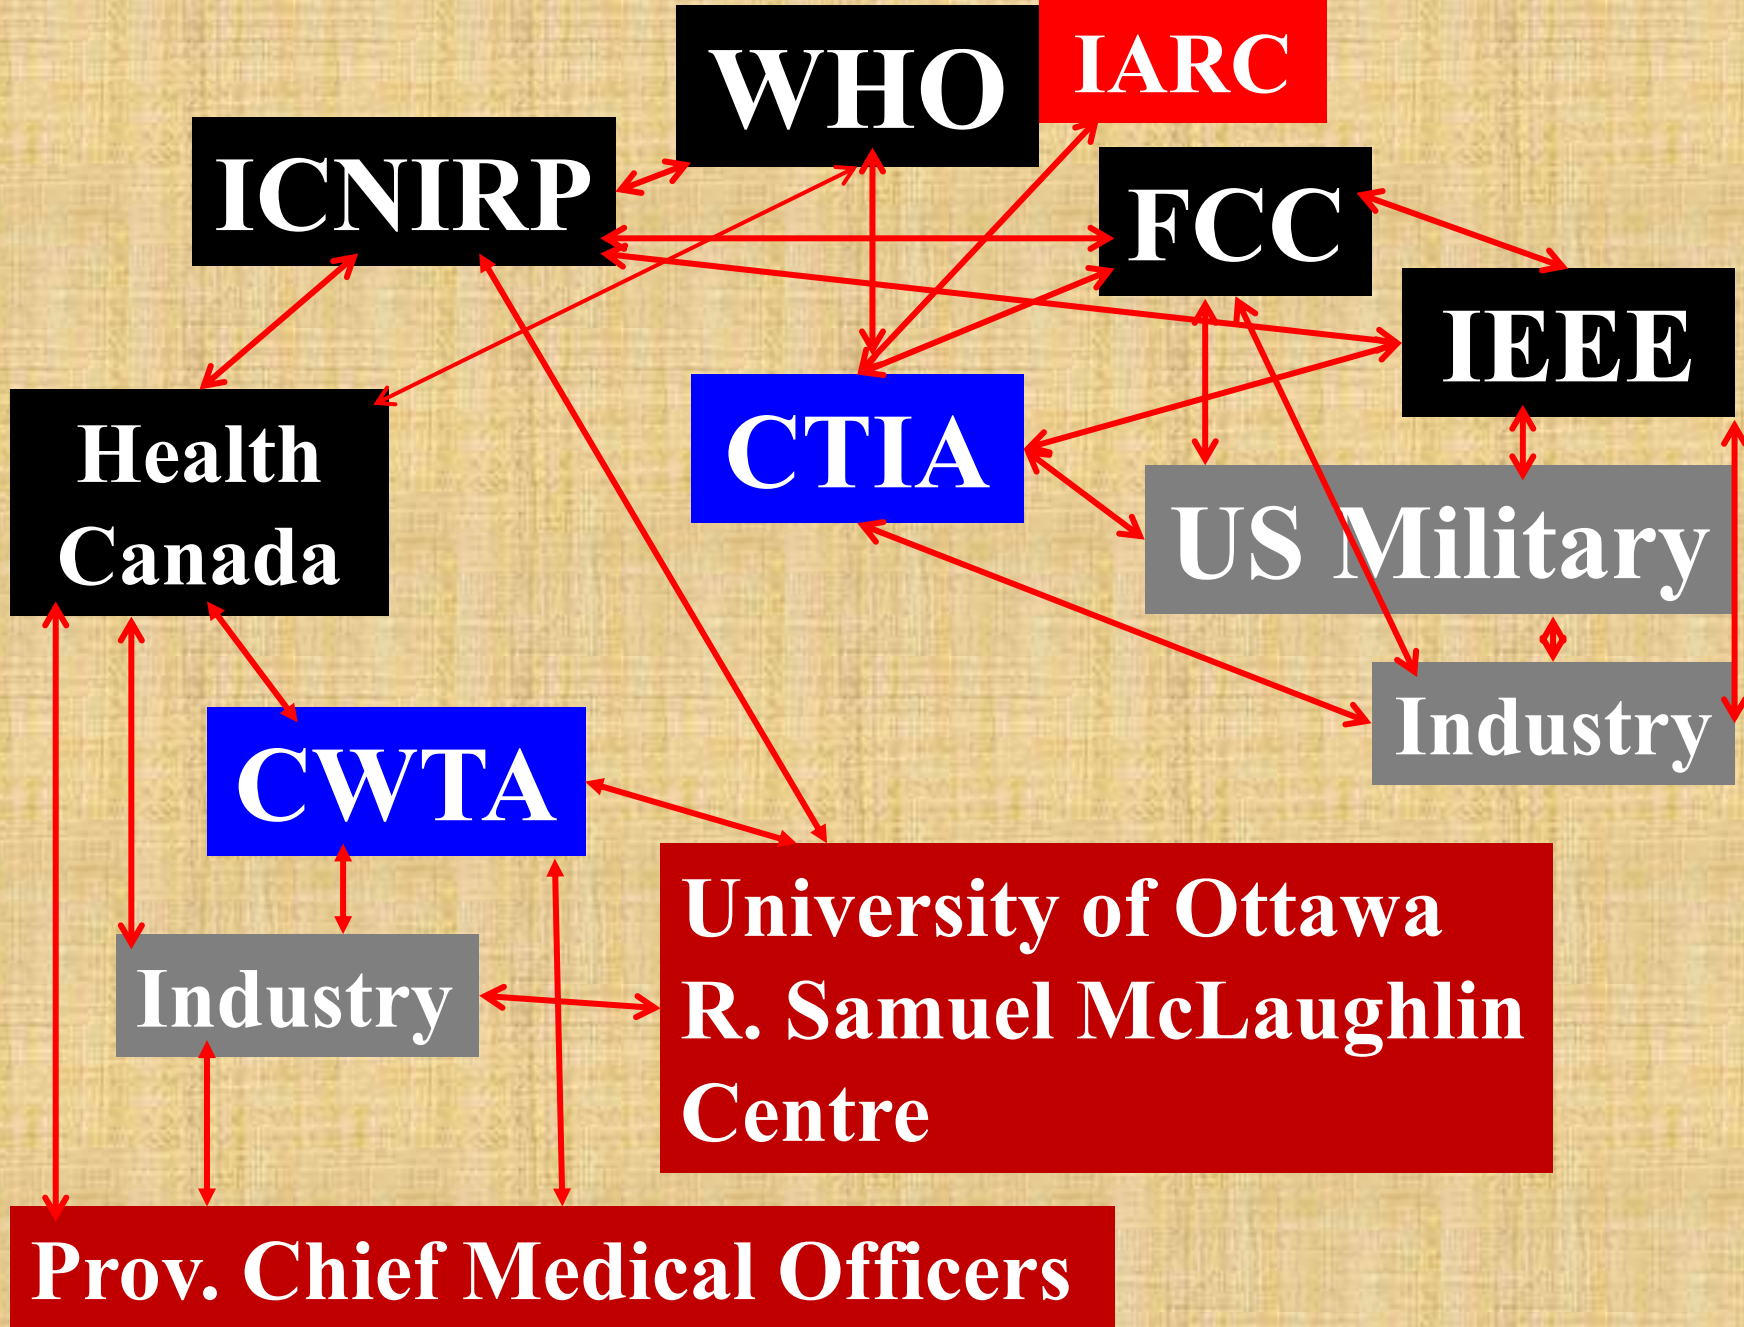 WHO
IARC
ICNIRP
FCC
IEEE
Health
Canada
CTIA
US Military
Industry
CWTA
University of Ottawa
R. Samuel McLaughlin
Centre
Industry
Prov. Chief Medical Officers